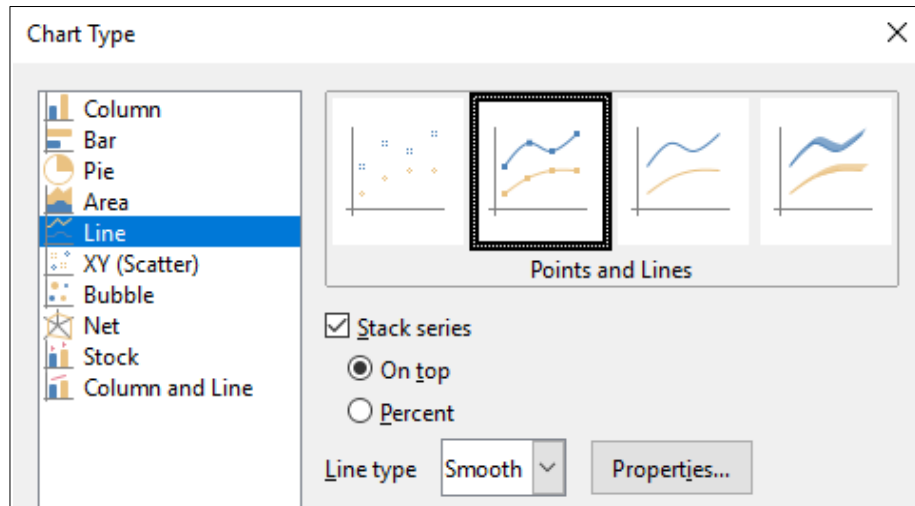 Chart Type
Column
Bar
Pie
Area
Line
XY (Scatter)
Bubble
Net
Stock
Column and Line
Points and Lines
Stack series
On top
Percent
Line type Smooth Properties...